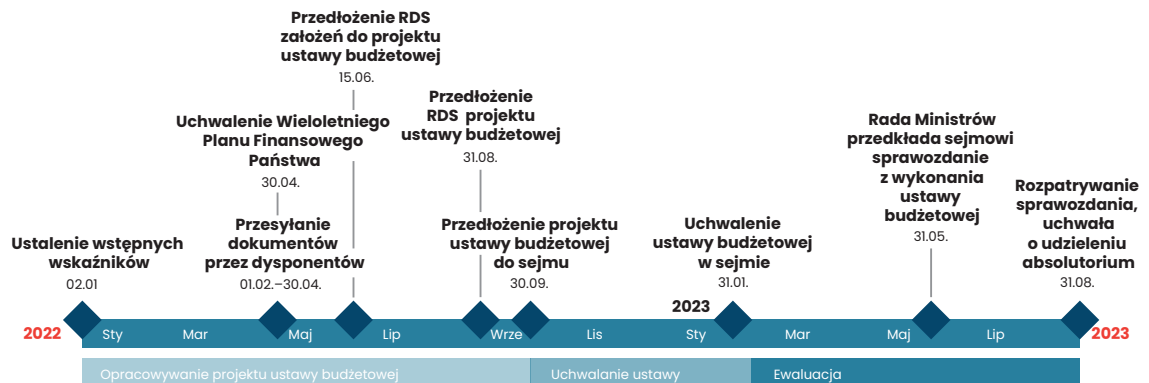 Przedłożenie RDS
założeń do projektu
ustawy budżetowej
15.06.
Uchwalenie Wieloletniego
Planu Finansowego
Państwa
30.04.
Przedłożenie
RDS projektu
ustawy budżetowej
31.08.
Rada Ministrów
przedkłada sejmowi
sprawozdanie
z wykonania
ustawy
budżetowej
31.05.
Ustalenie wstępnych
wskaźników
02.01
Przesyłanie
dokumentów
przez dysponentów
01.02.–30.04.
Przedłożenie projektu
ustawy budżetowej
do sejmu
30.09.
Uchwalenie
ustawy budżetowej
w sejmie
31.01.
Rozpatrywanie
sprawozdania,
uchwała
o udzieleniu
absolutorium
31.08.
2023
2022 Sty Mar Maj Lip Wrze Lis Sty Mar Maj Lip 2023
Opracowywanie projektu ustawy budżetowej Uchwalanie ustawy Ewaluacja